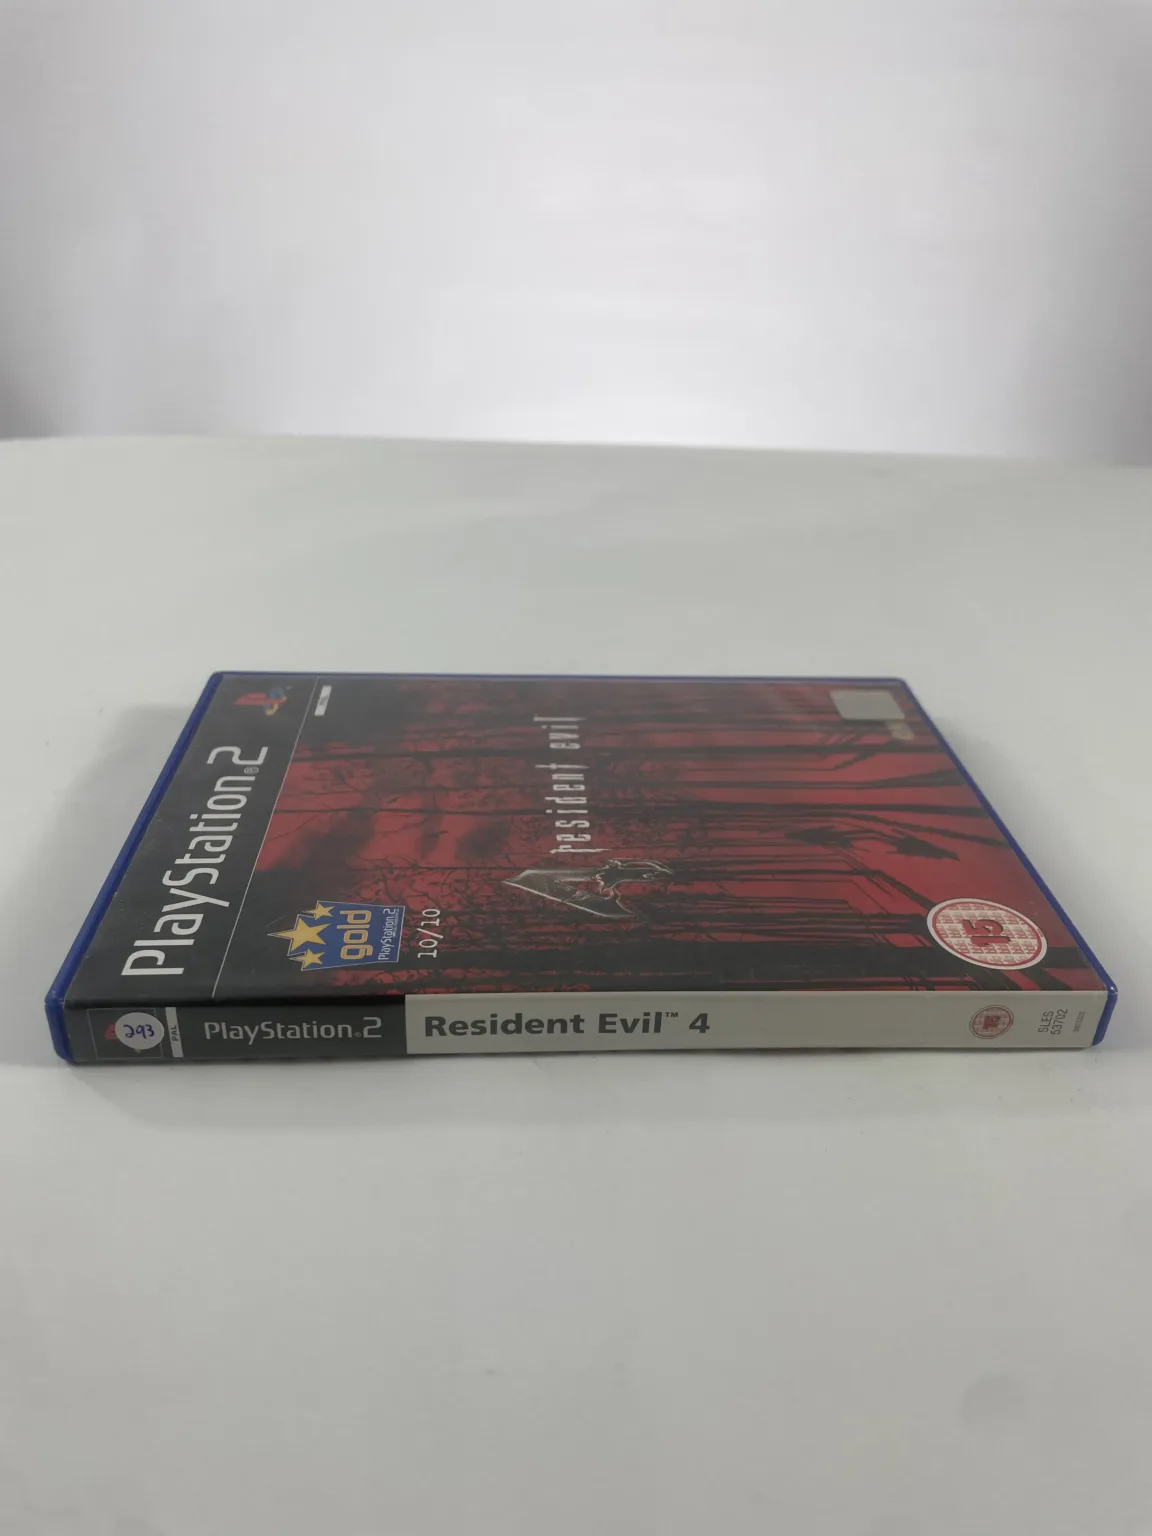 PlayStation®2
resident evil
4
gold
PlayStation.2
10/10
15
293
PAL
PlayStation®2
Resident Evil™ 4
15
SLES
53702